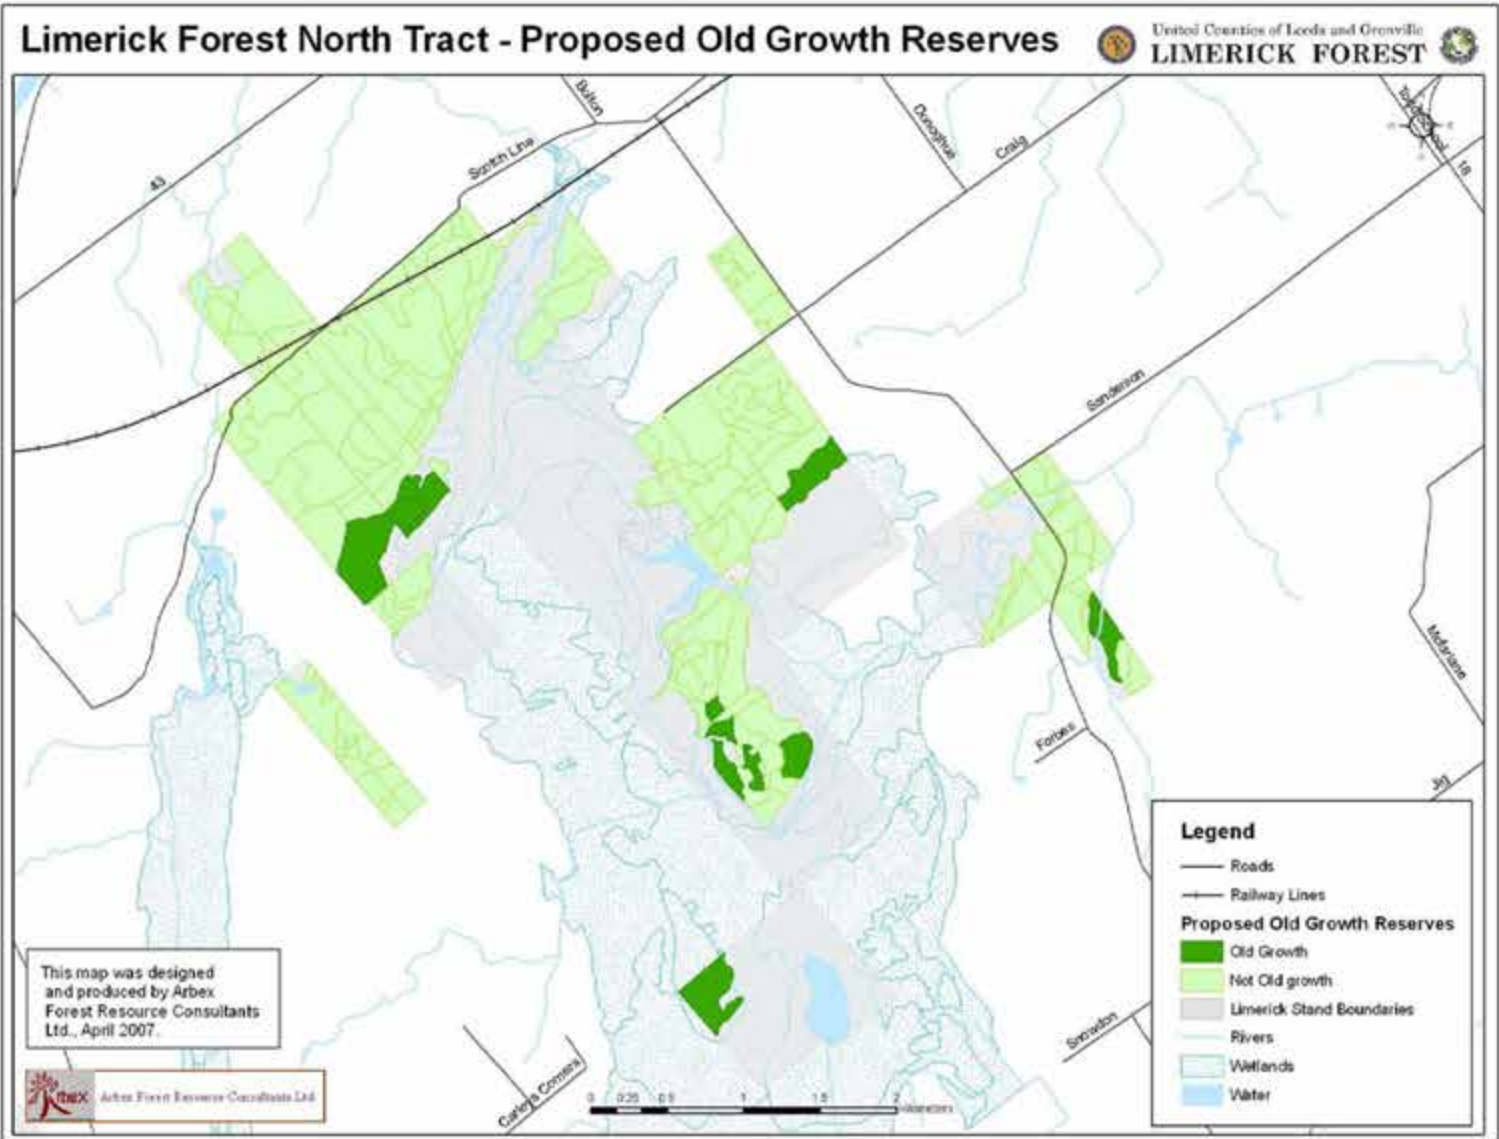 Limerick Forest North Tract - Proposed Old Growth Reserves
United Counties of Leeds and Grenville
LIMERICK FOREST
Bolton
Scotch Line
43
Donoghue
Craig
18
Sanderson
Mcfarlane
Forbes
Jig
Snowdon
Carleys Corners
Legend
Roads
Railway Lines
Proposed Old Growth Reserves
Old Growth
Not Old growth
Limerick Stand Boundaries
Rivers
Wetlands
Water
This map was designed
and produced by Arbex
Forest Resource Consultants
Ltd., April 2007.
Arbex Forest Resource Consultants Ltd.
0 0.25 0.5 1 1.5 2
Kilometers